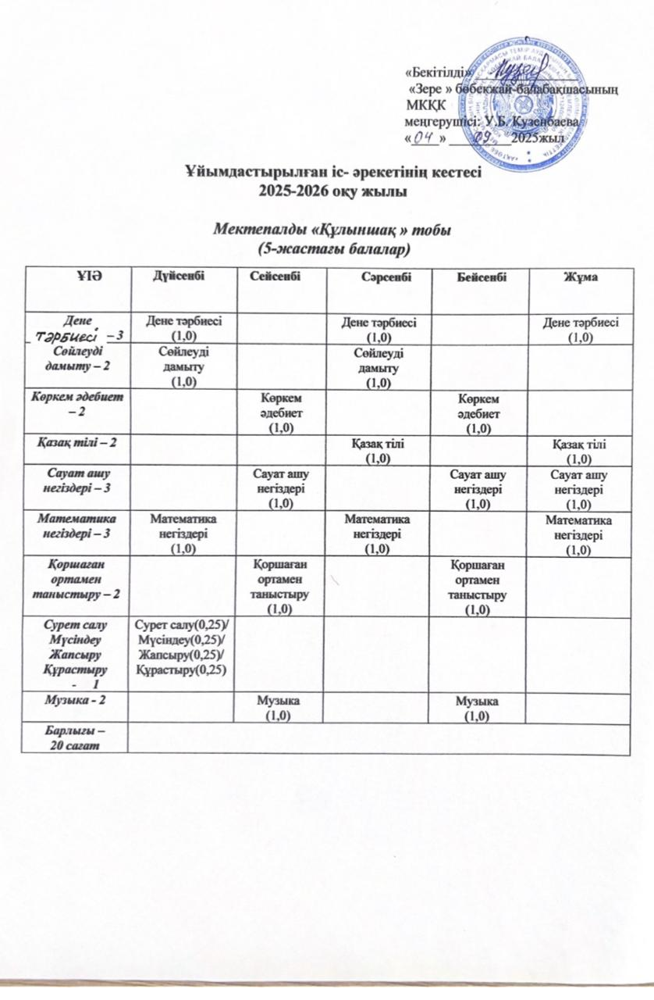 «Бекітілді»
«Зере » бөбекжай-балабақшасының
МКҚК
меңгерушісі: У.Б. Кузенбаева
«04» 09 2025жыл
Ұйымдастырылған іс- әрекетінің кестесі
2025-2026 оқу жылы
Мектепалды «Құлыншақ » тобы
(5-жастағы балалар)
ҰІӘ Дүйсенбі Сейсенбі Сәрсенбі Бейсенбі Жұма
Дене Дене тәрбиесі Дене тәрбиесі Дене тәрбиесі
тәрбиесі – 3 (1,0) (1,0) (1,0)
Сөйлеуді Сөйлеуді Сөйлеуді
дамыту – 2 дамыту дамыту
(1,0) (1,0)
Көркем әдебиет Көркем Көркем
– 2 әдебиет әдебиет
(1,0) (1,0)
Қазақ тілі – 2 Қазақ тілі Қазақ тілі
(1,0) (1,0)
Сауат ашу Сауат ашу Сауат ашу Сауат ашу
негіздері – 3 негіздері негіздері негіздері
(1,0) (1,0) (1,0)
Математика Математика Математика Математика
негіздері – 3 негіздері негіздері негіздері
(1,0) (1,0) (1,0)
Қоршаған Қоршаған Қоршаған
ортамен ортамен ортамен
таныстыру – 2 таныстыру таныстыру
(1,0) (1,0)
Сурет салу Сурет салу(0,25)/
Мүсіндеу Мүсіндеу(0,25)/
Жапсыру Жапсыру(0,25)/
Құрастыру Құрастыру(0,25)
- 1
Музыка - 2 Музыка Музыка
(1,0) (1,0)
Барлығы –
20 сағат